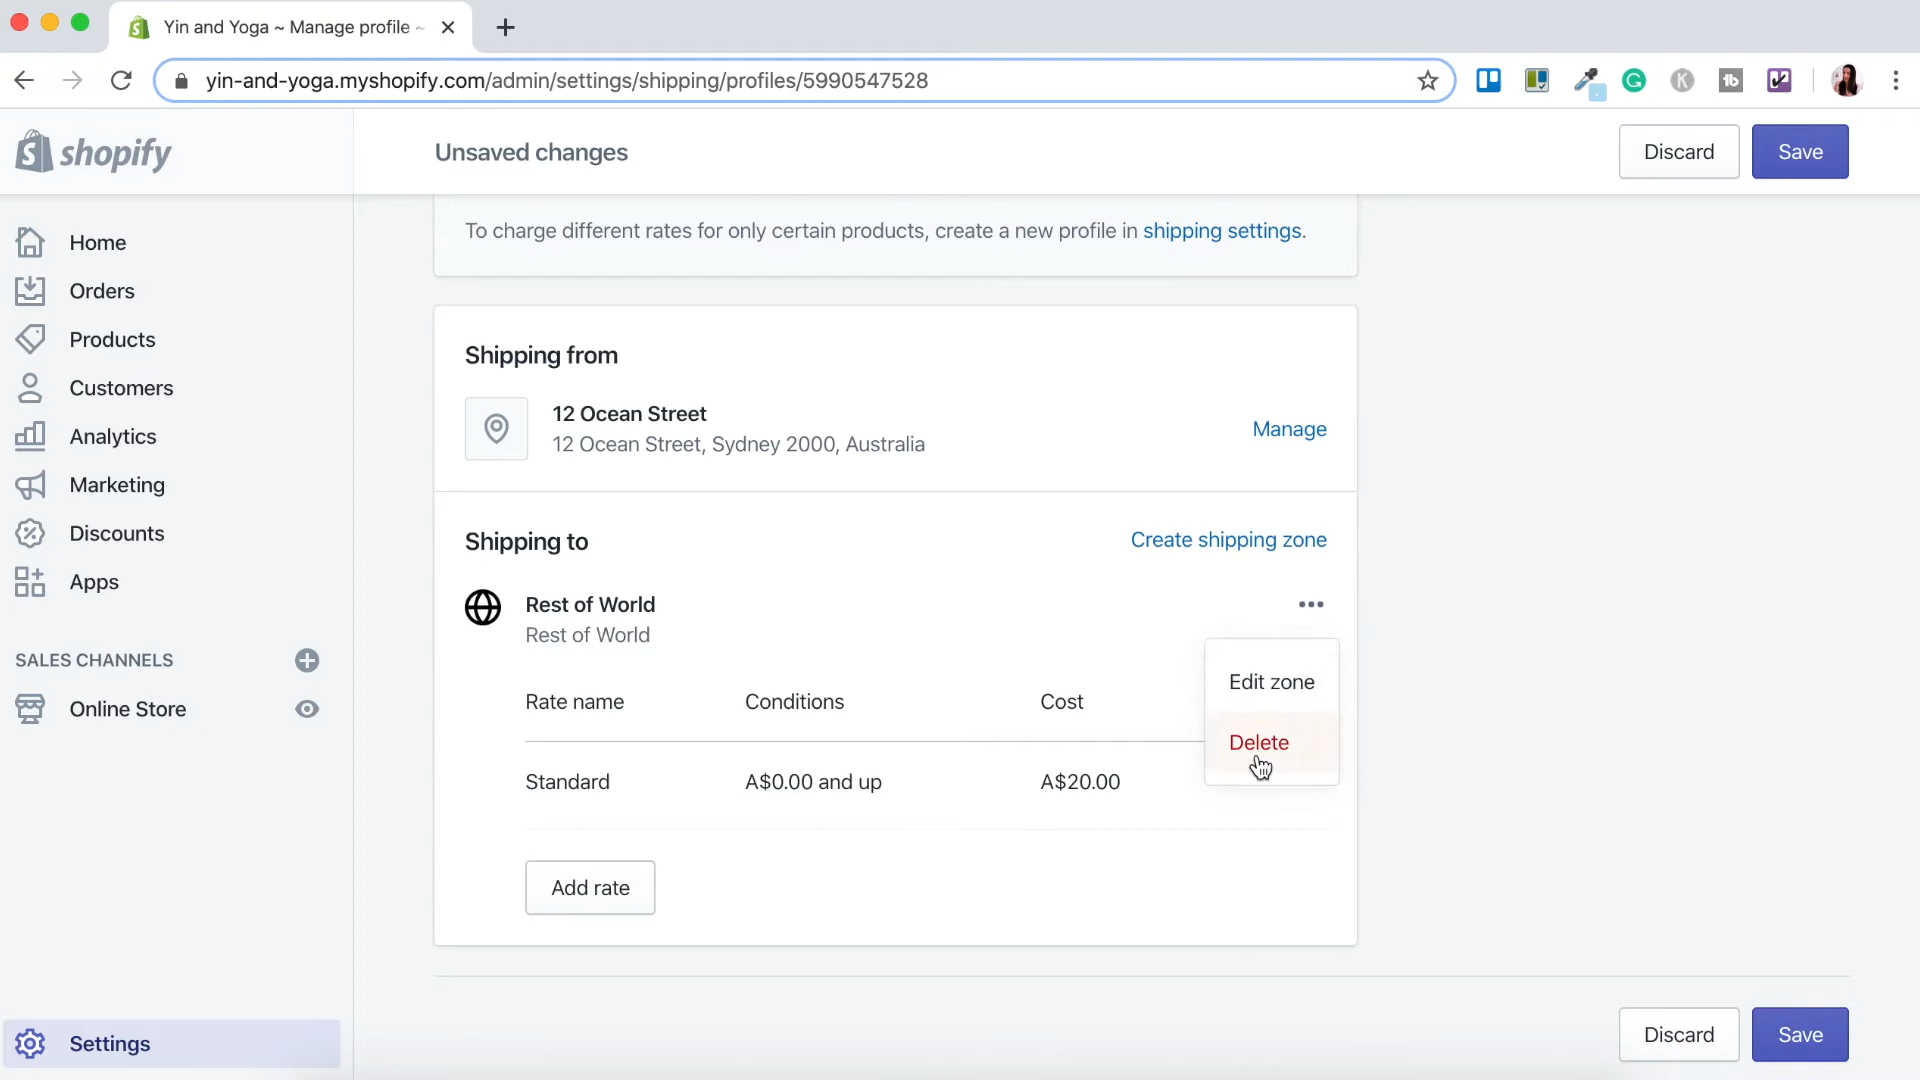 Yin and Yoga ~ Manage profile ~
yin-and-yoga.myshopify.com/admin/settings/shipping/profiles/5990547528
shopify
Unsaved changes
Discard
Save
Home
Orders
Products
Customers
Analytics
Marketing
Discounts
Apps
SALES CHANNELS
Online Store
Settings
To charge different rates for only certain products, create a new profile in shipping settings.
Shipping from
12 Ocean Street
12 Ocean Street, Sydney 2000, Australia
Manage
Shipping to
Create shipping zone
Rest of World
Rest of World
Edit zone
Rate name Conditions Cost
Delete
Standard A$0.00 and up A$20.00
Add rate
Discard
Save